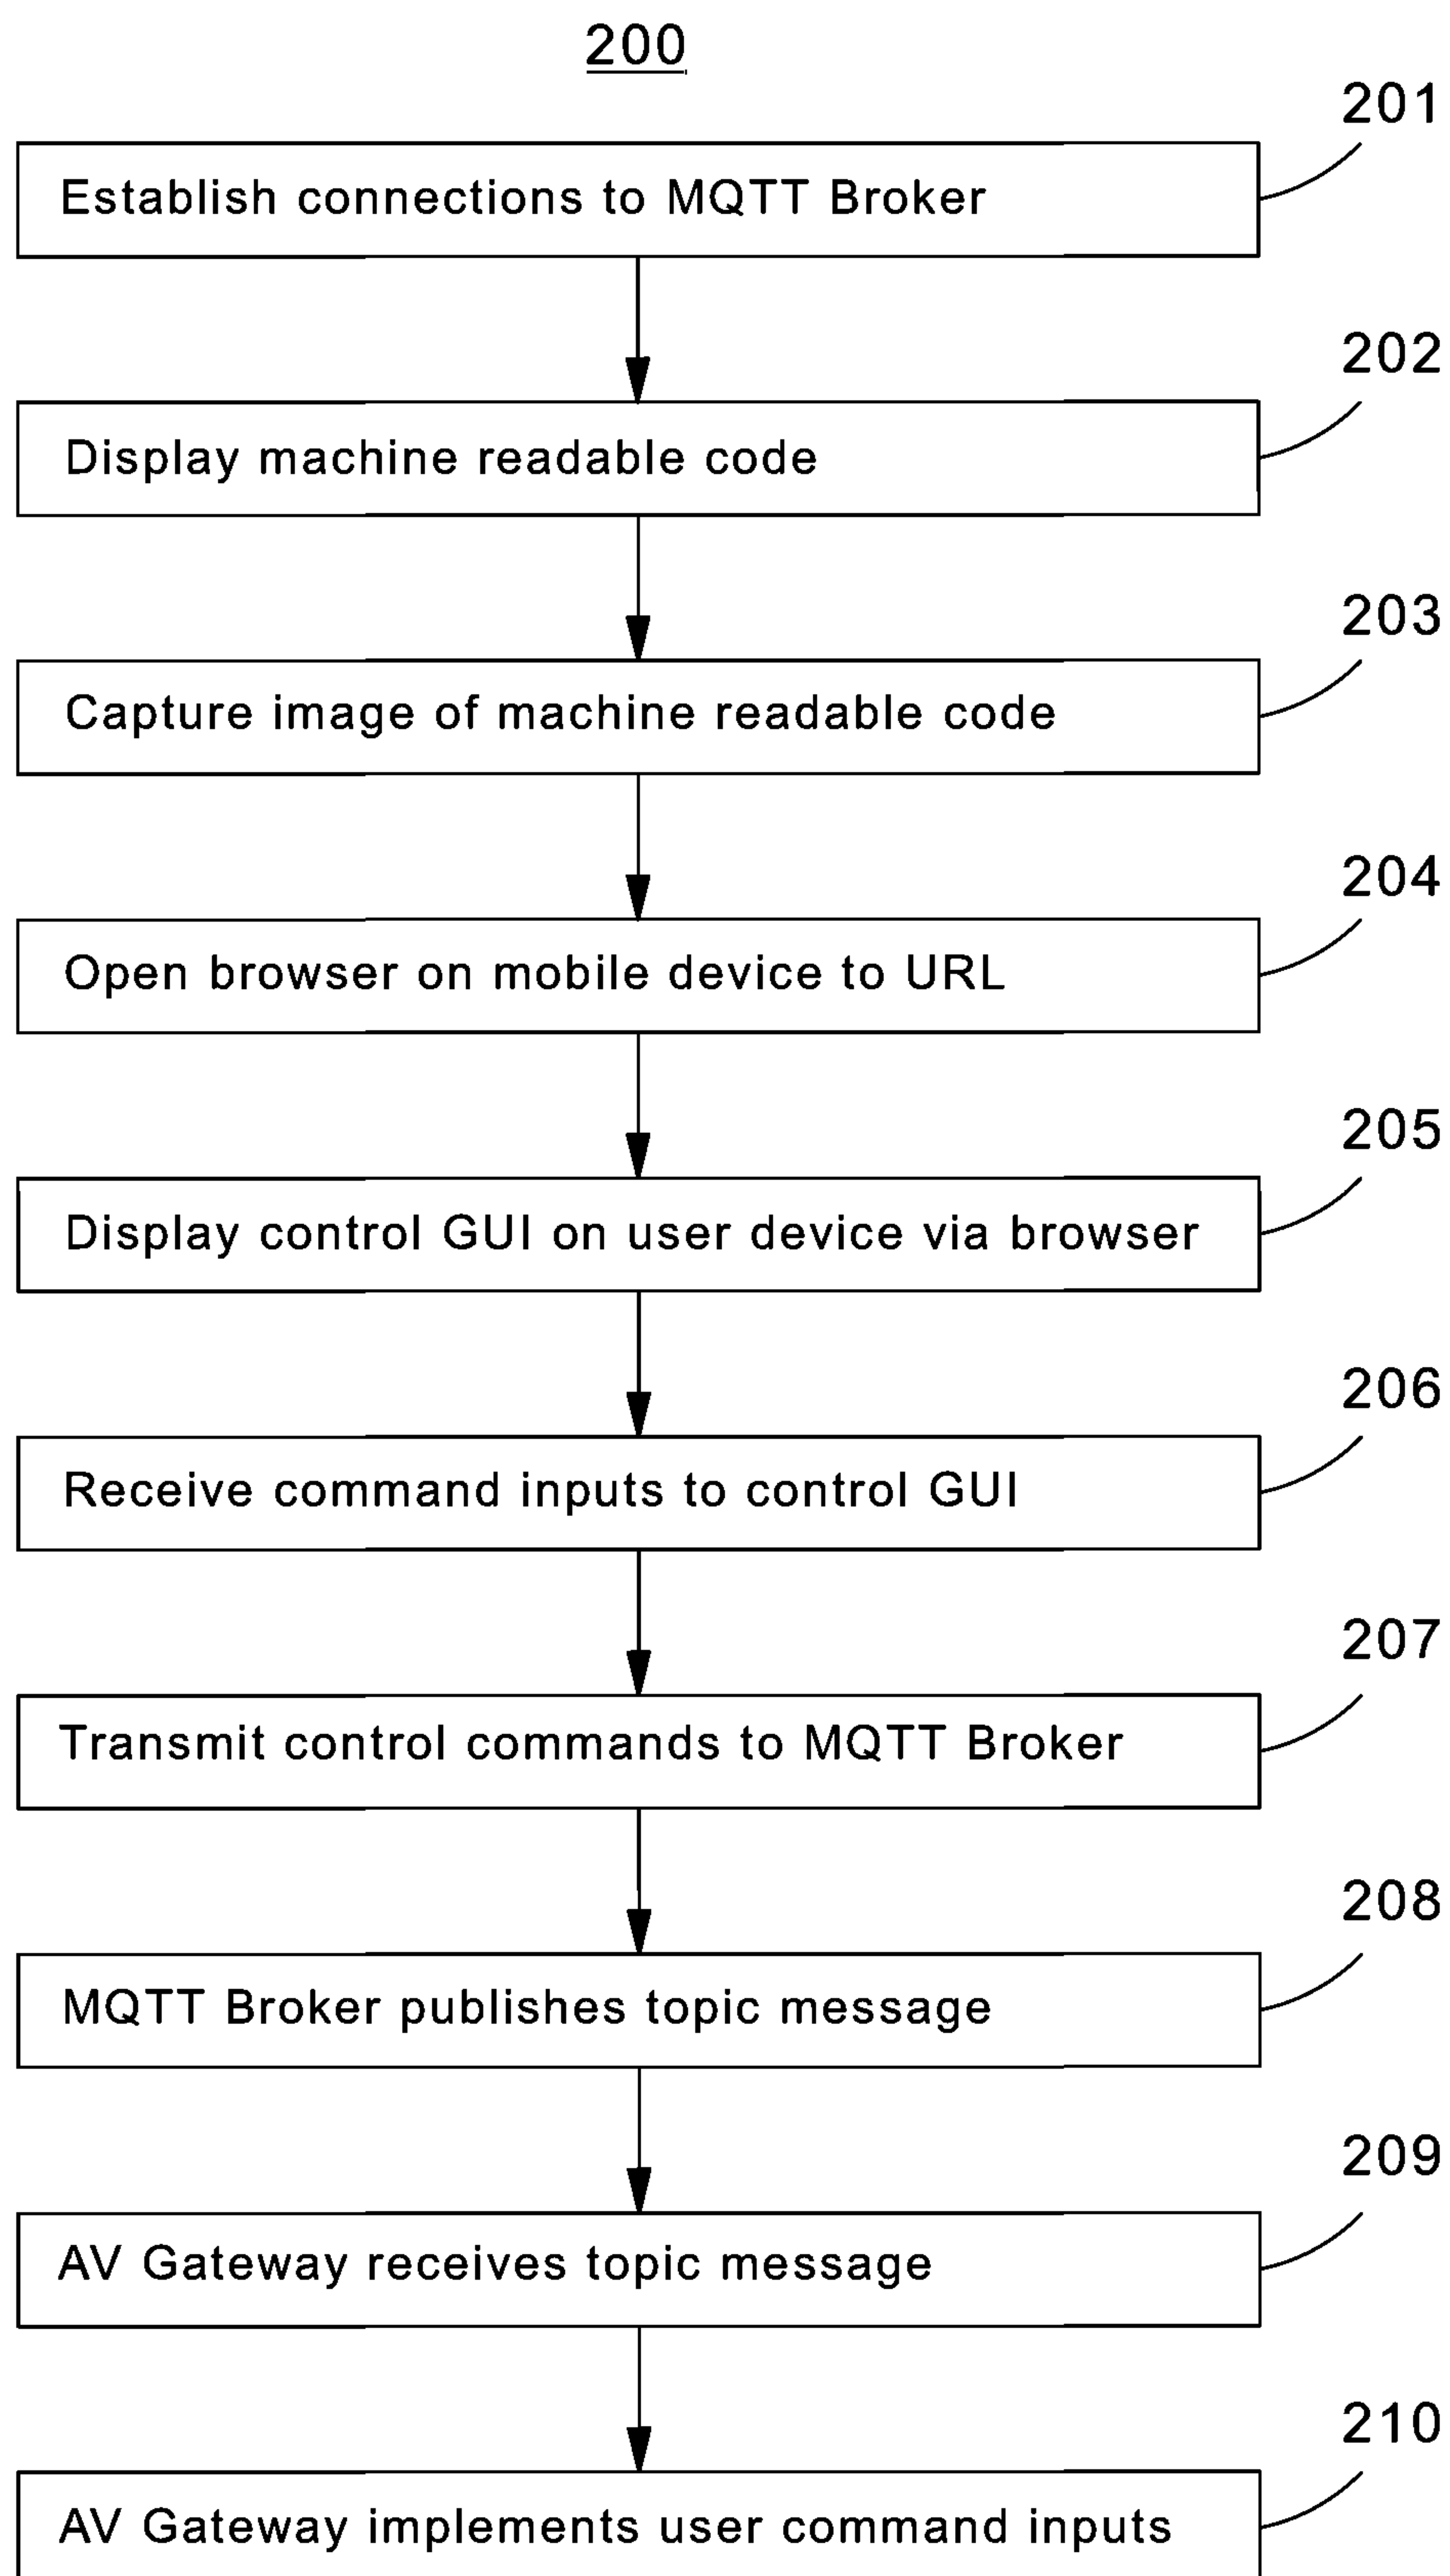 200
201
Establish connections to MQTT Broker
202
Display machine readable code
203
Capture image of machine readable code
204
Open browser on mobile device to URL
205
Display control GUI on user device via browser
206
Receive command inputs to control GUI
207
Transmit control commands to MQTT Broker
208
MQTT Broker publishes topic message
209
AV Gateway receives topic message
210
AV Gateway implements user command inputs